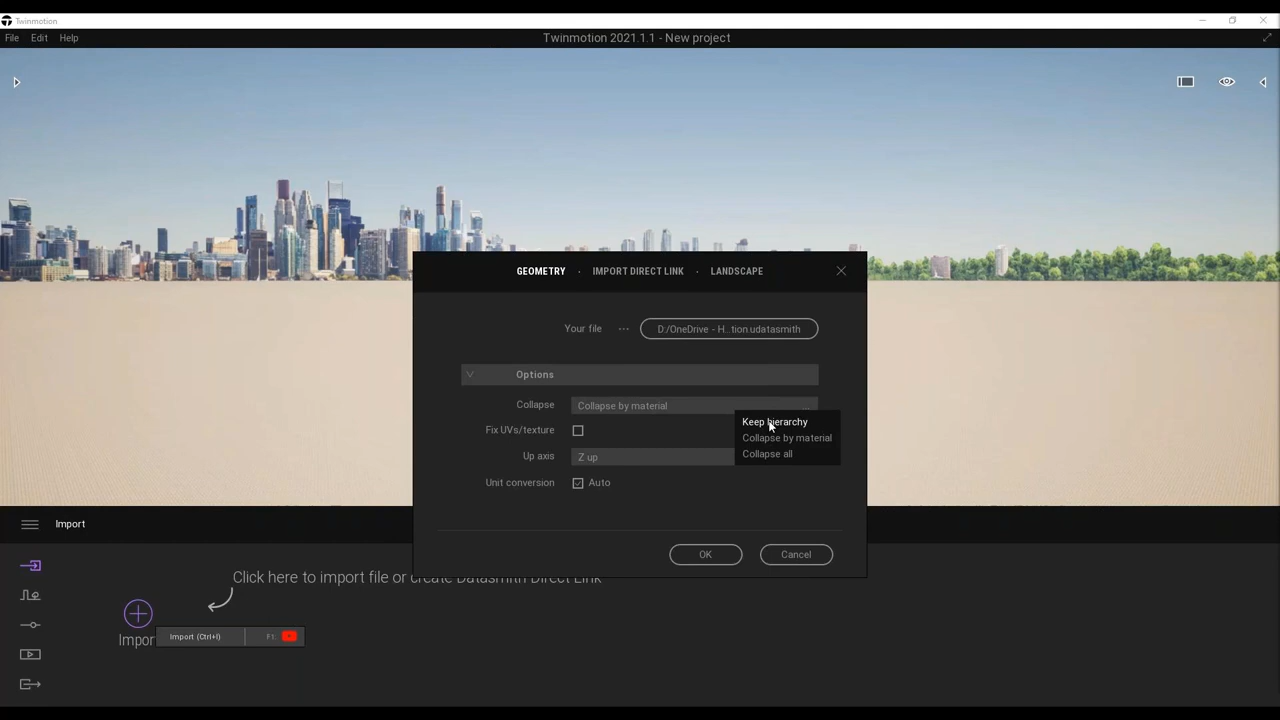 Twinmotion
File Edit Help
Twinmotion 2021.1.1 - New project
GEOMETRY · IMPORT DIRECT LINK · LANDSCAPE
Your file ... D:/OneDrive - H...tion.udatasmith
Options
Collapse Collapse by material
Keep hierarchy
Fix UVs/texture
Collapse by material
Collapse all
Up axis Z up
Unit conversion Auto
OK Cancel
Import
Click here to import file or create Datasmith Direct Link
Import (Ctrl+I) F1: